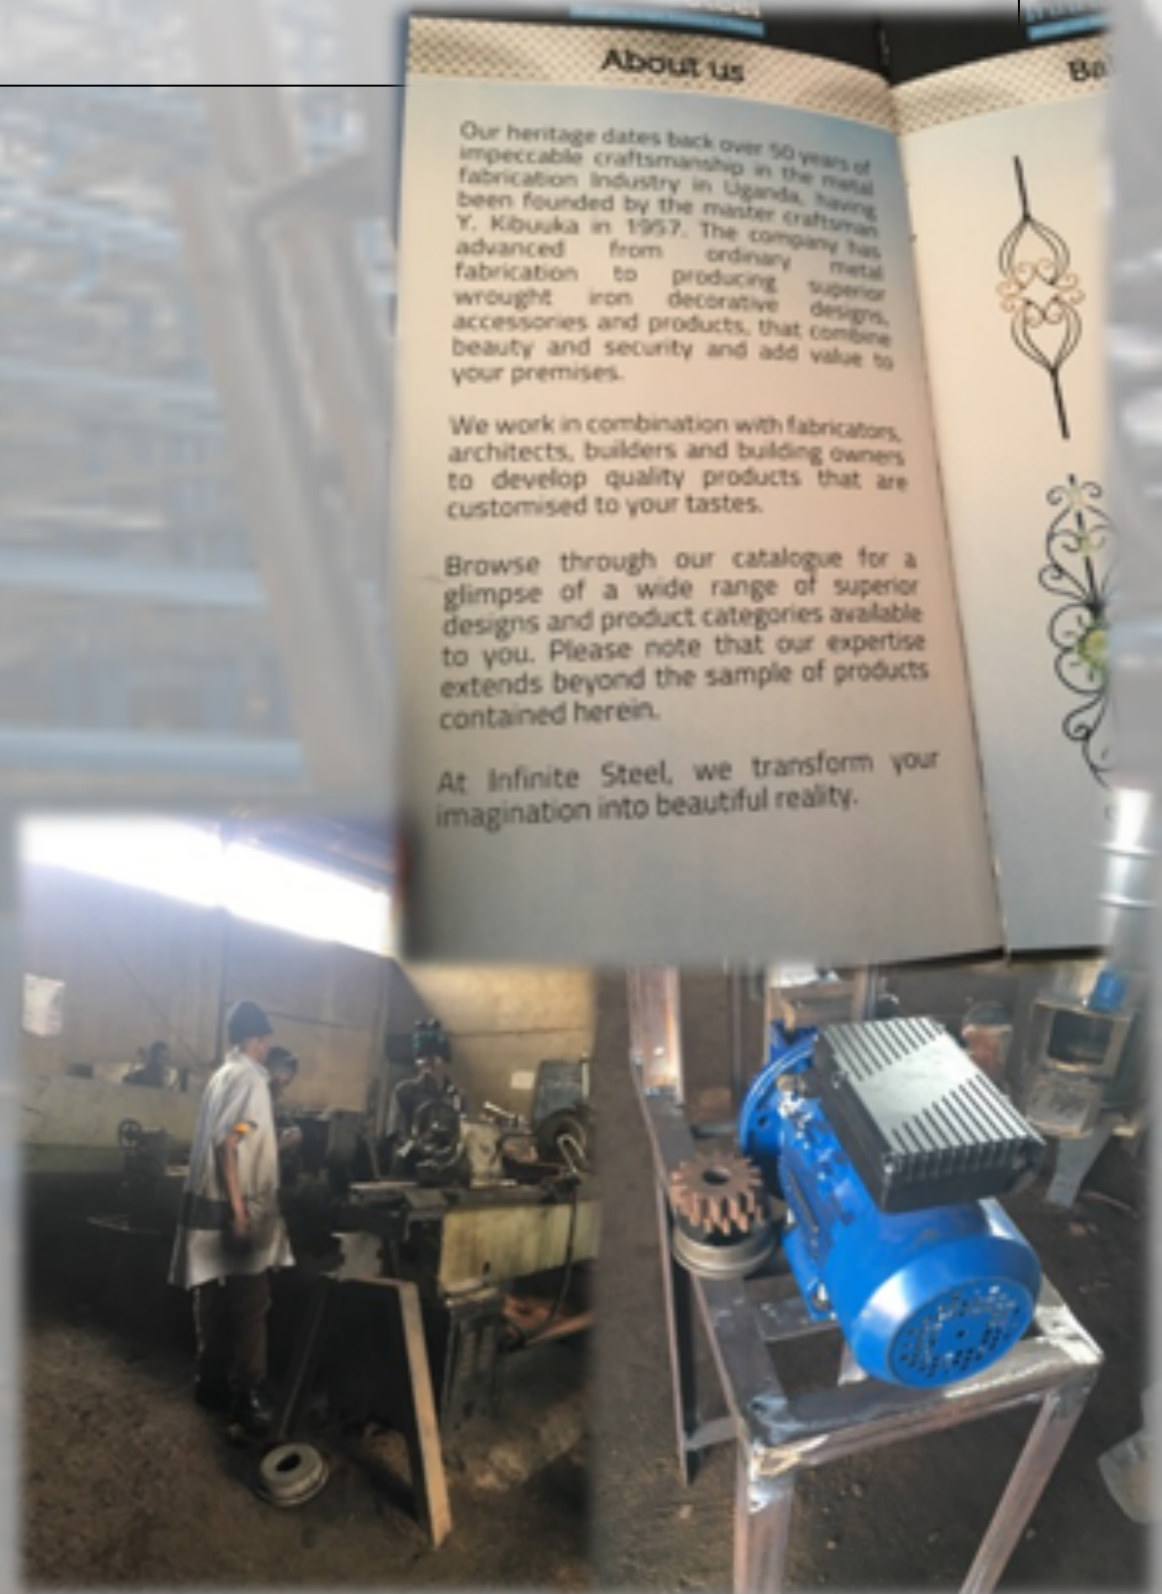 About us
Our heritage dates back over 50 years of
impeccable craftsmanship in the metal
fabrication Industry in Uganda, having
been founded by the master craftsman
Y. Kibuuka in 1957. The company has
advanced from ordinary metal
fabrication to producing superior
wrought iron decorative designs,
accessories and products, that combine
beauty and security and add value to
your premises.
We work in combination with fabricators,
architects, builders and building owners
to develop quality products that are
customised to your tastes.
Browse through our catalogue for a
glimpse of a wide range of superior
designs and product categories available
to you. Please note that our expertise
extends beyond the sample of products
contained herein.
At Infinite Steel, we transform your
imagination into beautiful reality.